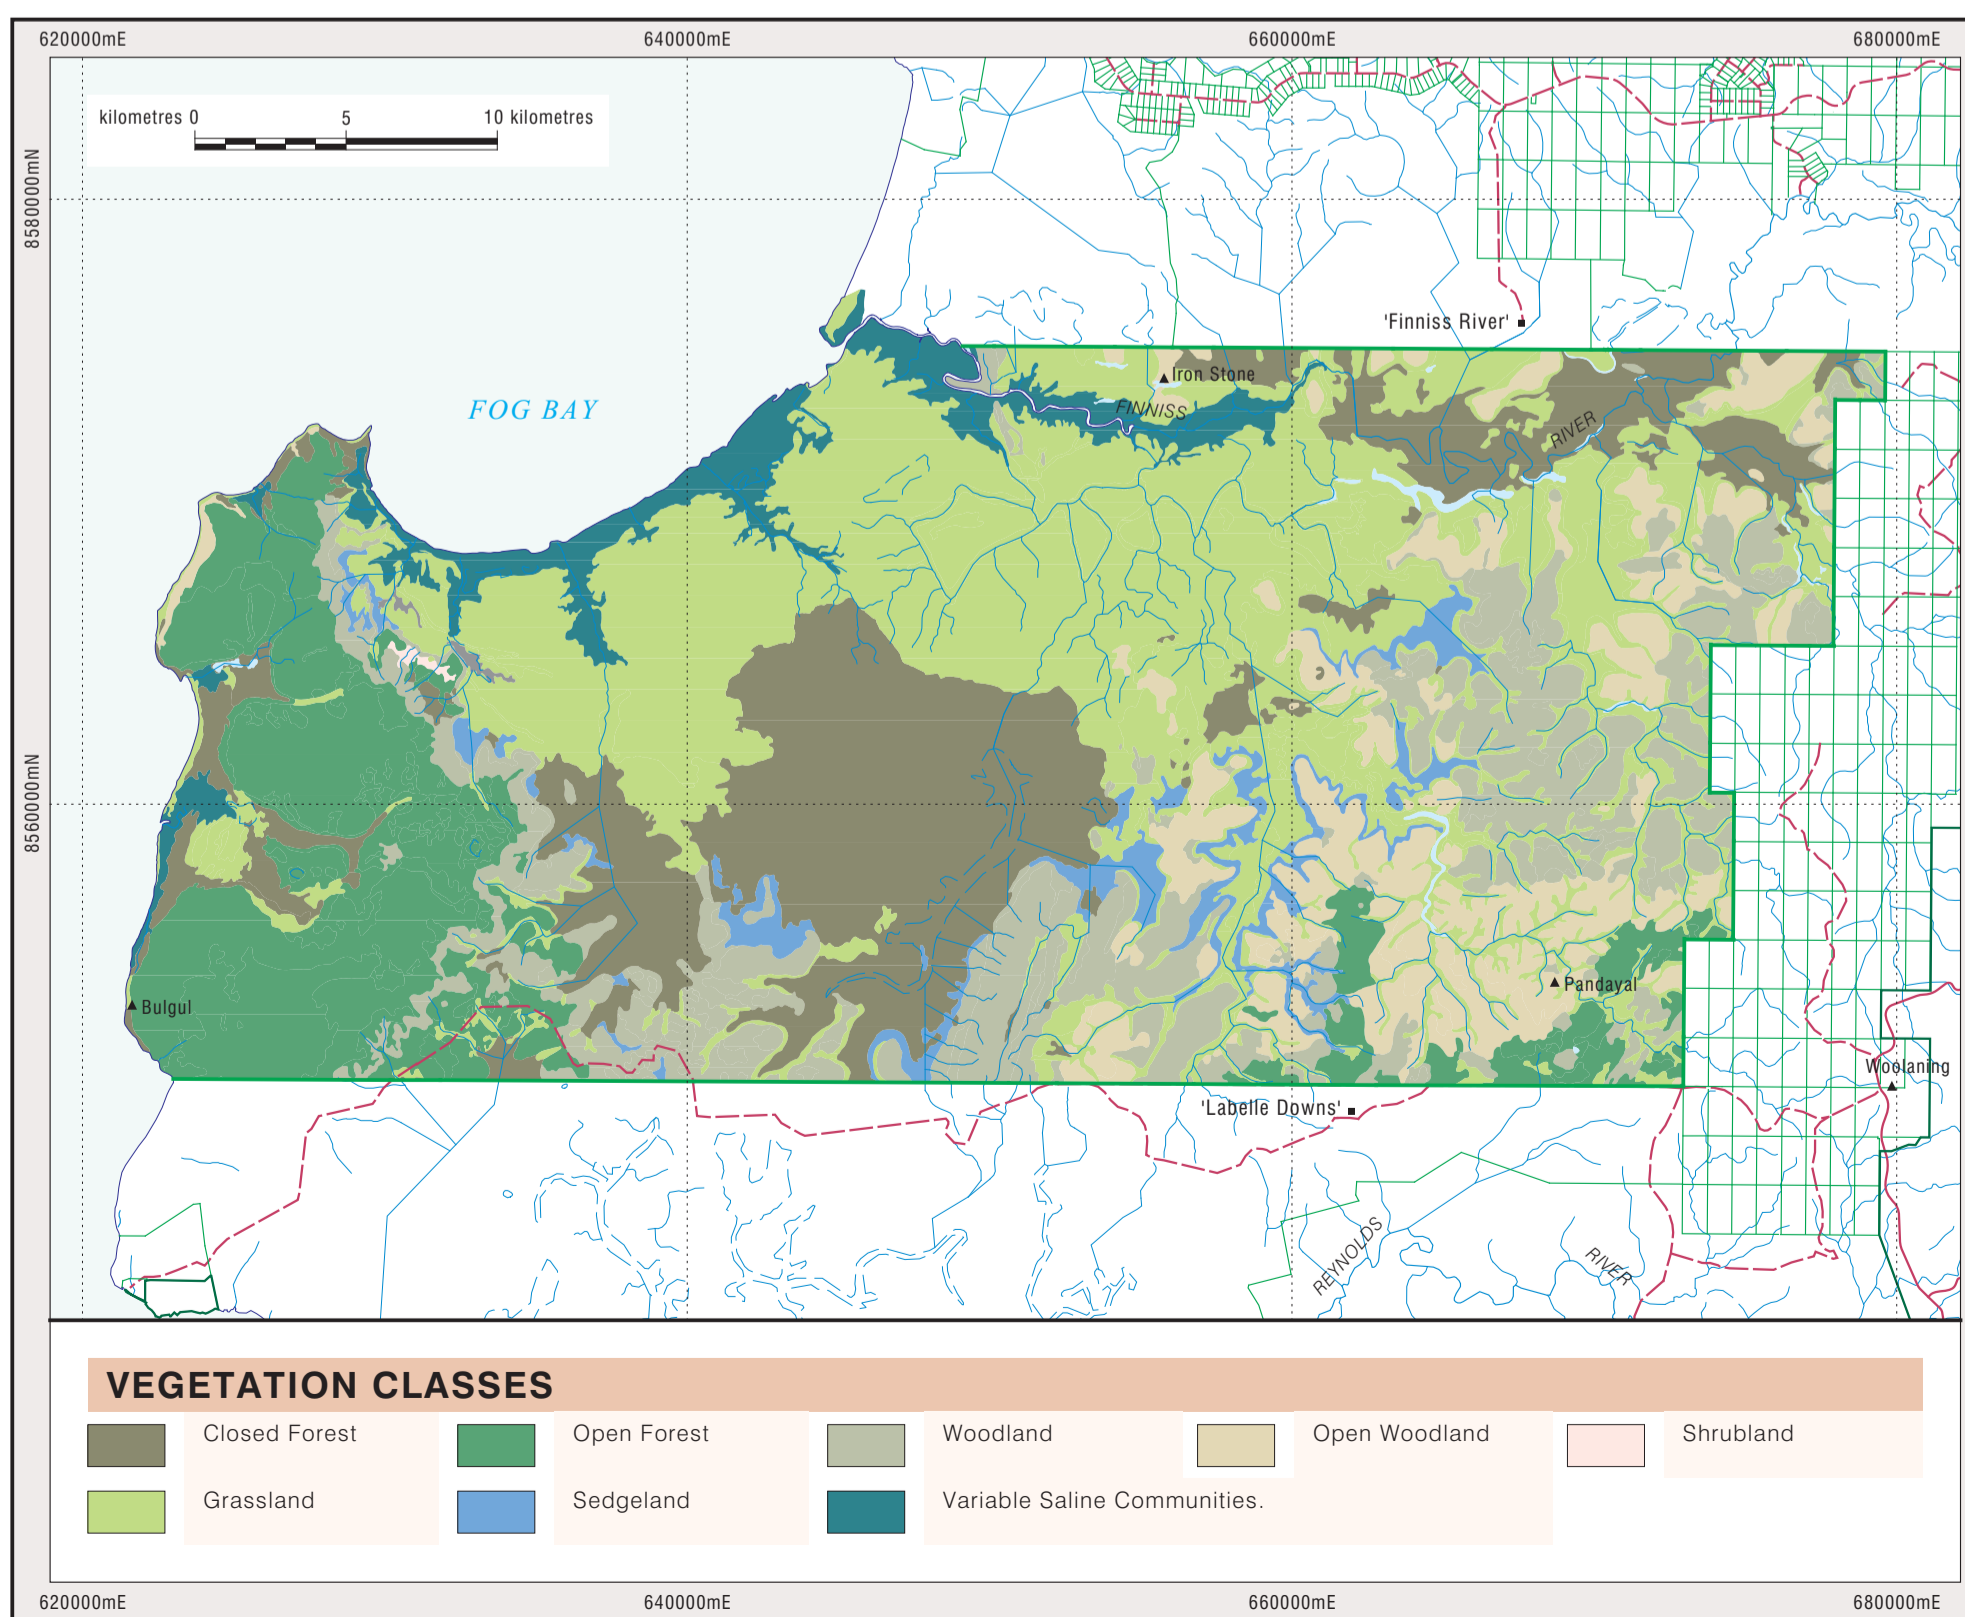 620000mE 640000mE 660000mE 680000mE
kilometres 0 5 10 kilometres
8580000mN
'Finniss River'
Iron Stone
FINNISS
RIVER
FOG BAY
8560000mN
Pandayal
Bulgul
Woolaning
'Labelle Downs'
REYNOLDS
RIVER
VEGETATION CLASSES
Closed Forest Open Forest Woodland Open Woodland Shrubland
Grassland Sedgeland Variable Saline Communities.
620000mE 640000mE 660000mE 680000mE